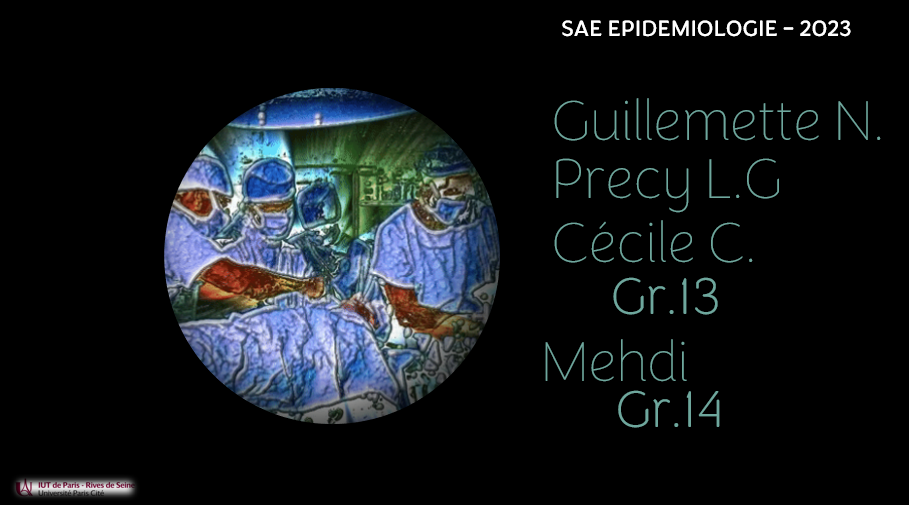 SAE EPIDEMIOLOGIE – 2023
Guillemette N.
Precy L.G
Cécile C.
Gr.13
Mehdi
Gr.14
IUT de Paris - Rives de Seine
Université Paris Cité